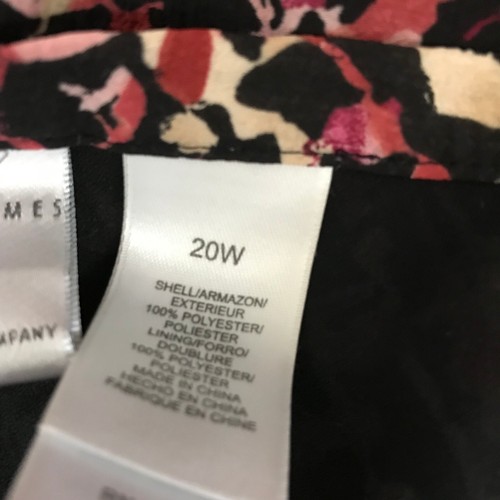 MES
MPANY
20W
SHELL/ARMAZON/
EXTERIEUR
100% POLYESTER/
POLIESTER
LINING/FORRO/
DOUBLURE
100% POLYESTER/
POLIESTER
MADE IN CHINA
HECHO EN CHINA
FABRIQUE EN CHINE